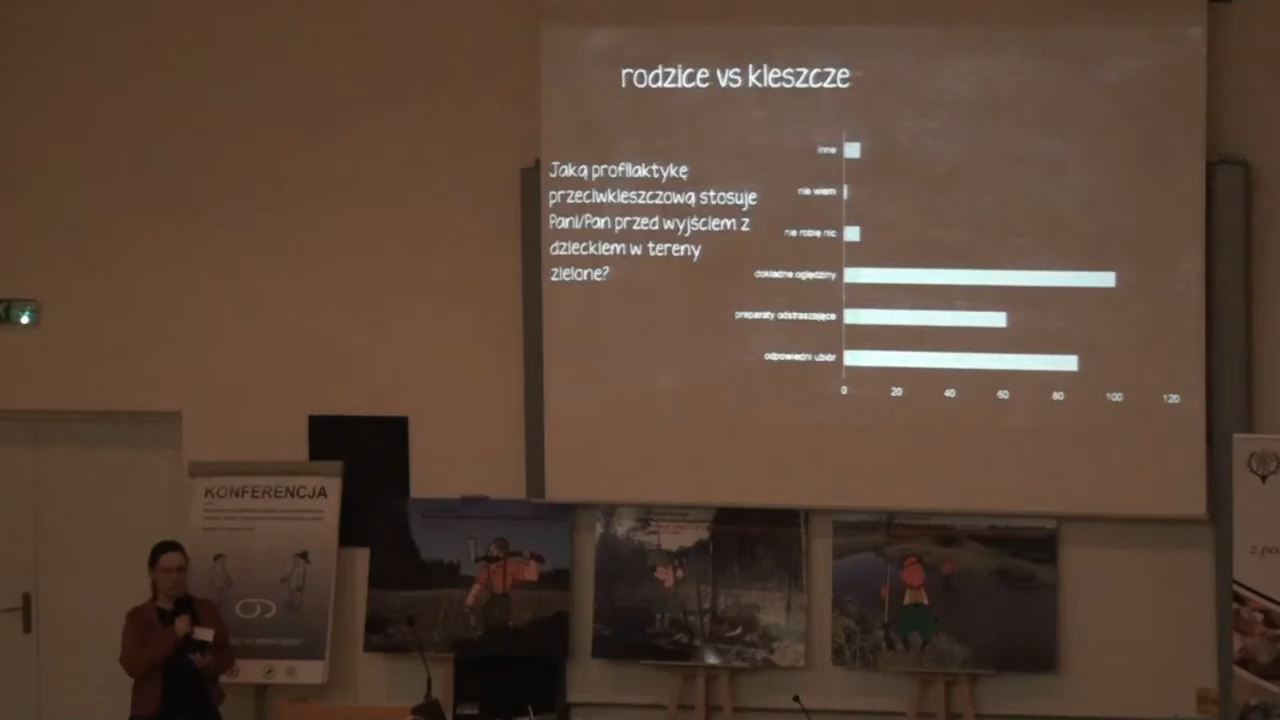 rodzice vs kleszcze
Jaką profilaktykę
przeciwkleszczową stosuje
Pani/Pan przed wyjściem z
dzieckiem w tereny
zielone?
inne
nie wiem
nie robię nic
dokładne oględziny
preparaty odstraszające
odpowiedni ubiór
0 20 40 60 80 100 120
KONFERENCJA